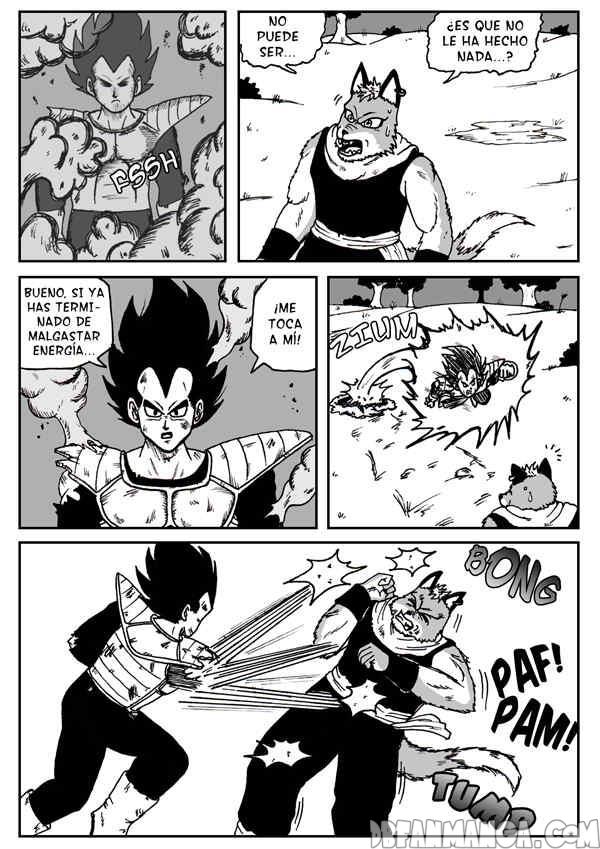 FSSH
NO
PUEDE
SER...
¿ES QUE NO
LE HA HECHO
NADA...?
BUENO, SI YA
HAS TERMI-
NADO DE
MALGASTAR
ENERGÍA...
¡ME
TOCA
A MÍ!
ZIUM
BONG
PAF!
PAM!
TUMP
DBFANMANGA.COM